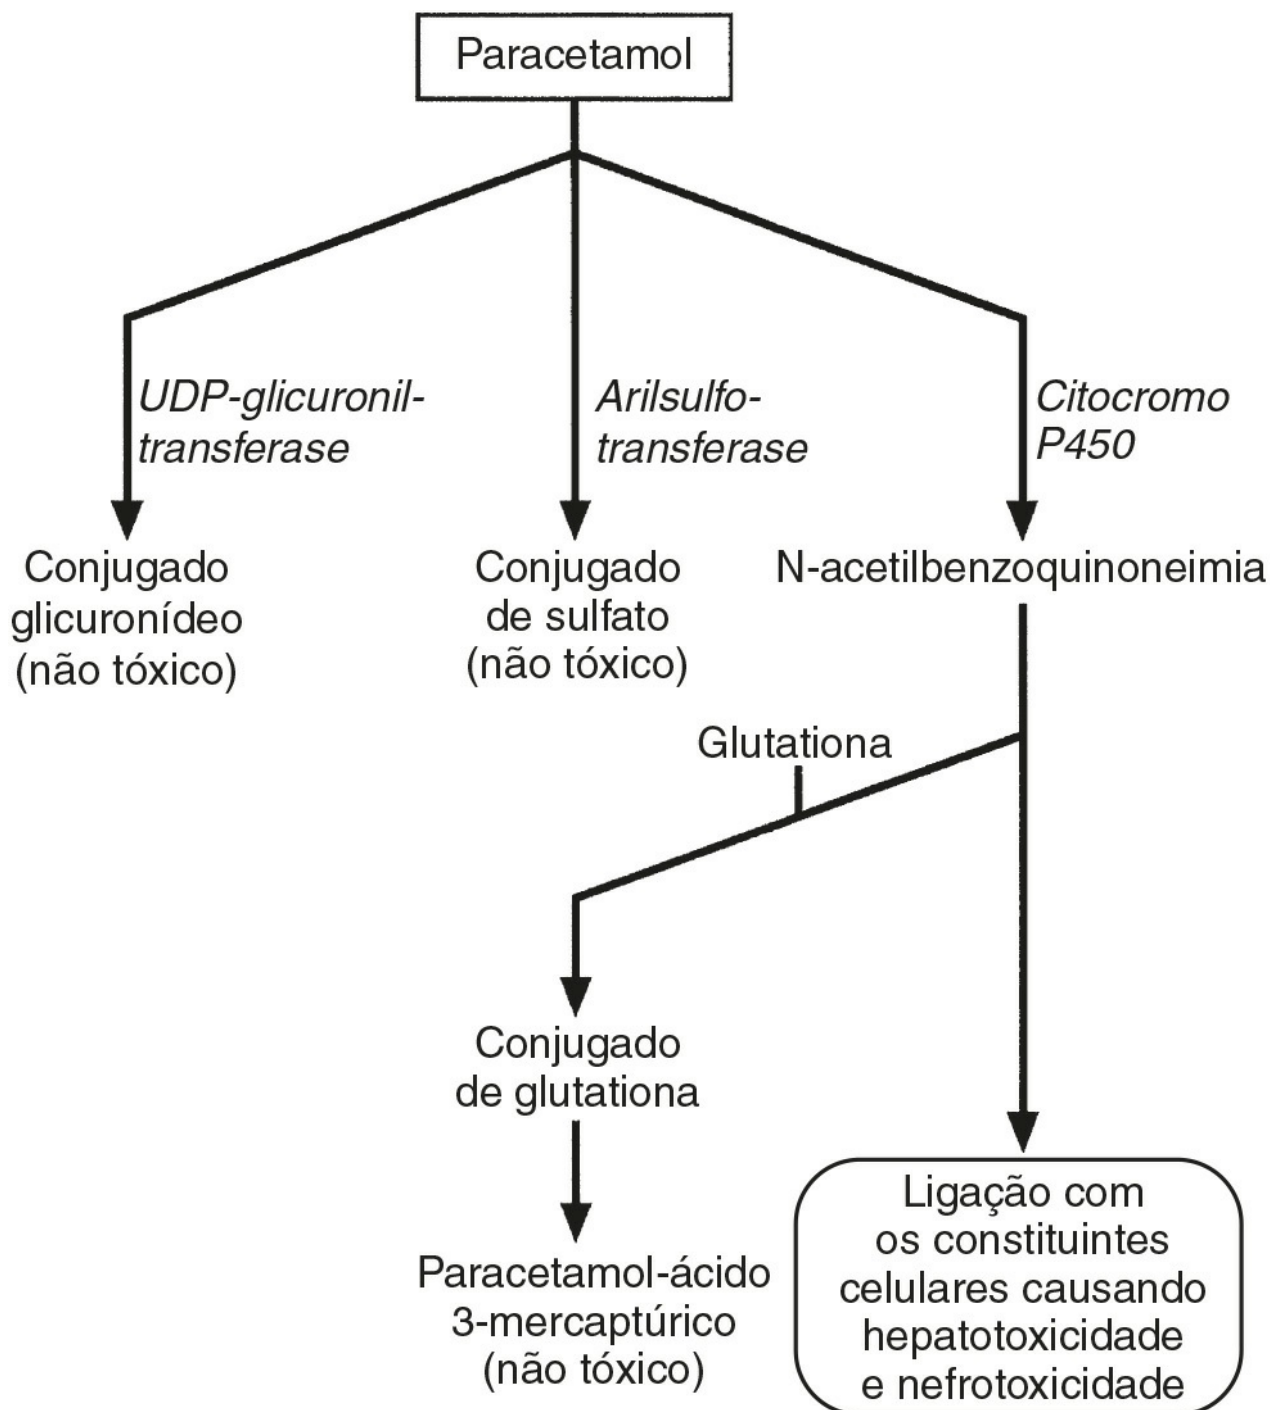 Paracetamol
UDP-glicuronil-
transferase
Arilsulfo-
transferase
Citocromo
P450
Conjugado
glicuronídeo
(não tóxico)
Conjugado
de sulfato
(não tóxico)
N-acetilbenzoquinoneimia
Glutationa
Conjugado
de glutationa
Paracetamol-ácido
3-mercaptúrico
(não tóxico)
Ligação com
os constituintes
celulares causando
hepatotoxicidade
e nefrotoxicidade